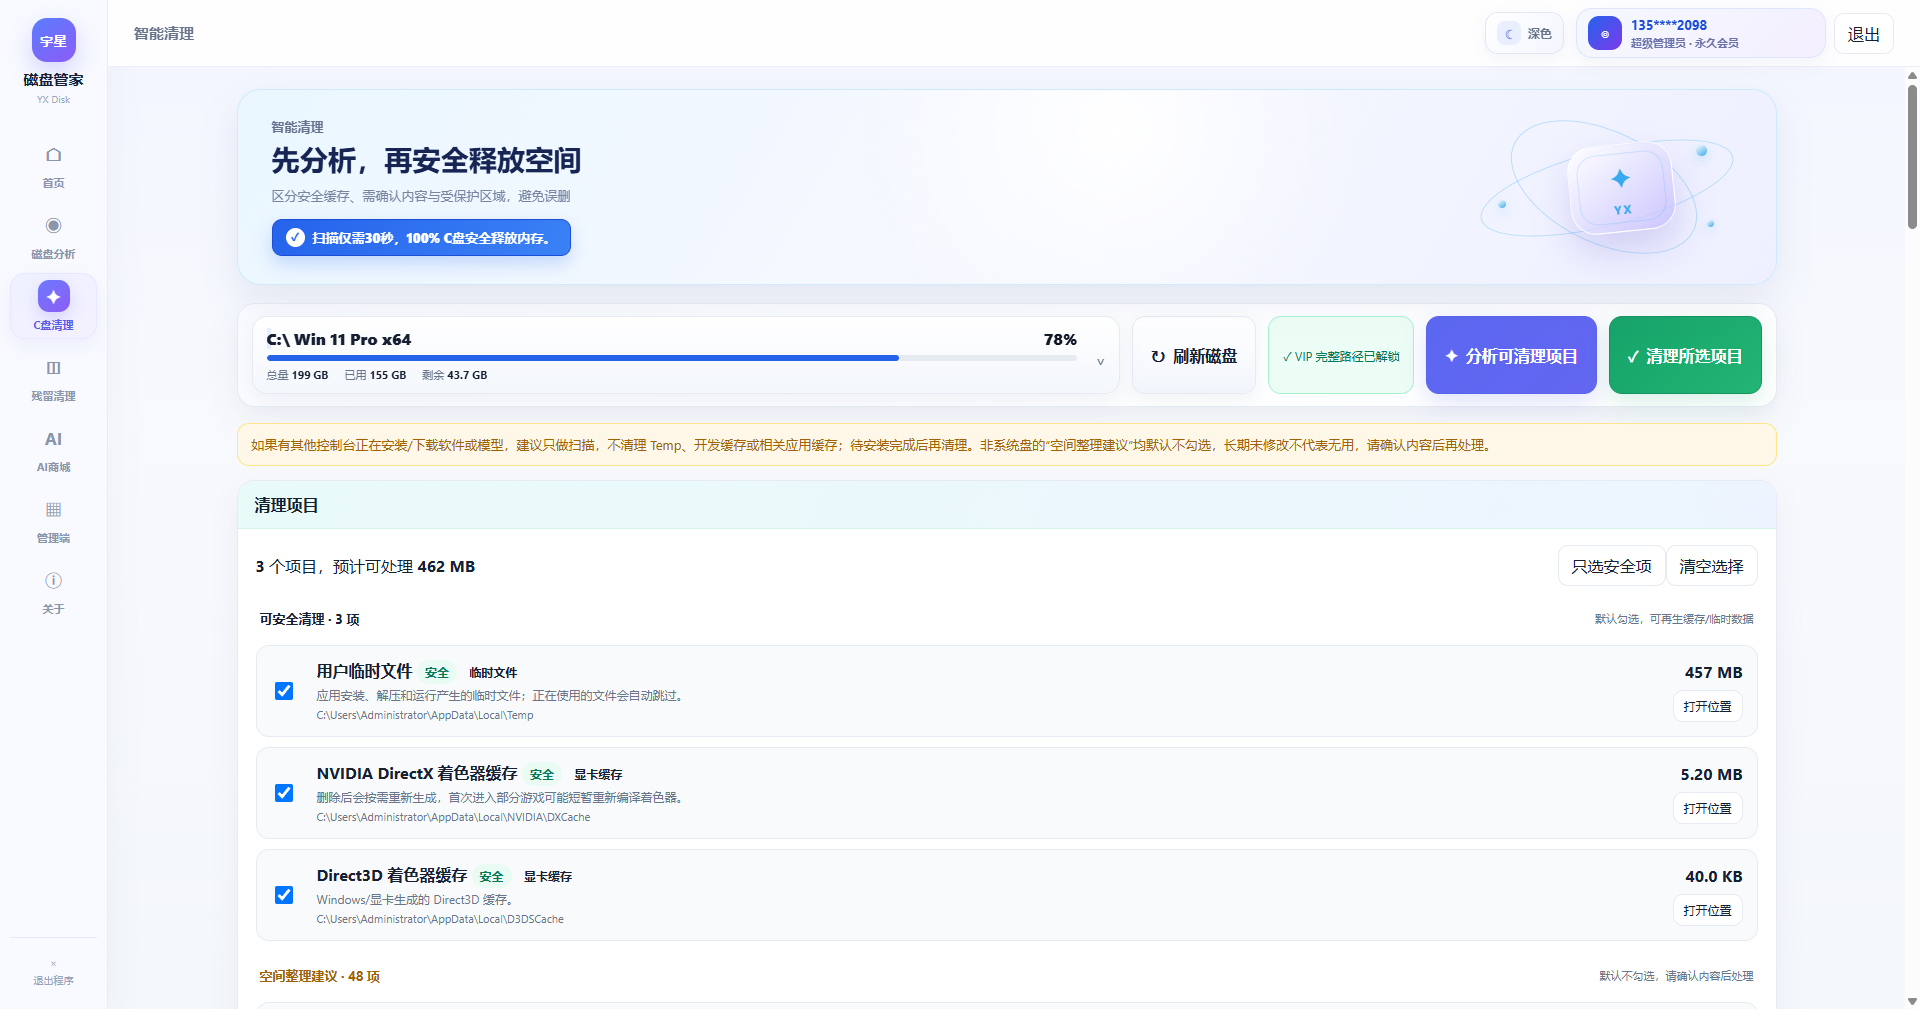 宇星
磁盘管家
YX Disk
首页
磁盘分析
C盘清理
残留清理
AI
AI商城
管理端
关于
×
退出程序
智能清理
深色
135****2098
超级管理员 · 永久会员
退出
智能清理
先分析，再安全释放空间
区分安全缓存、需确认内容与受保护区域，避免误删
扫描仅需30秒，100% C盘安全释放内存。
YX
C:\ Win 11 Pro x64
78%
总量 199 GB 已用 155 GB 剩余 43.7 GB
↻ 刷新磁盘
✓ VIP 完整路径已解锁
✦ 分析可清理项目
✓ 清理所选项目
如果有其他控制台正在安装/下载软件或模型，建议只做扫描，不清理 Temp、开发缓存或相关应用缓存；待安装完成后再清理。非系统盘的“空间整理建议”均默认不勾选，长期未修改不代表无用，请确认内容后再处理。
清理项目
3 个项目，预计可处理 462 MB
只选安全项
清空选择
可安全清理 · 3 项
默认勾选，可再生缓存/临时数据
用户临时文件 安全 临时文件
457 MB
应用安装、解压和运行产生的临时文件；正在使用的文件会自动跳过。
C:\Users\Administrator\AppData\Local\Temp
打开位置
NVIDIA DirectX 着色器缓存 安全 显卡缓存
5.20 MB
删除后会按需重新生成，首次进入部分游戏可能短暂重新编译着色器。
C:\Users\Administrator\AppData\Local\NVIDIA\DXCache
打开位置
Direct3D 着色器缓存 安全 显卡缓存
40.0 KB
Windows/显卡生成的 Direct3D 缓存。
C:\Users\Administrator\AppData\Local\D3DSCache
打开位置
空间整理建议 · 48 项
默认不勾选，请确认内容后处理